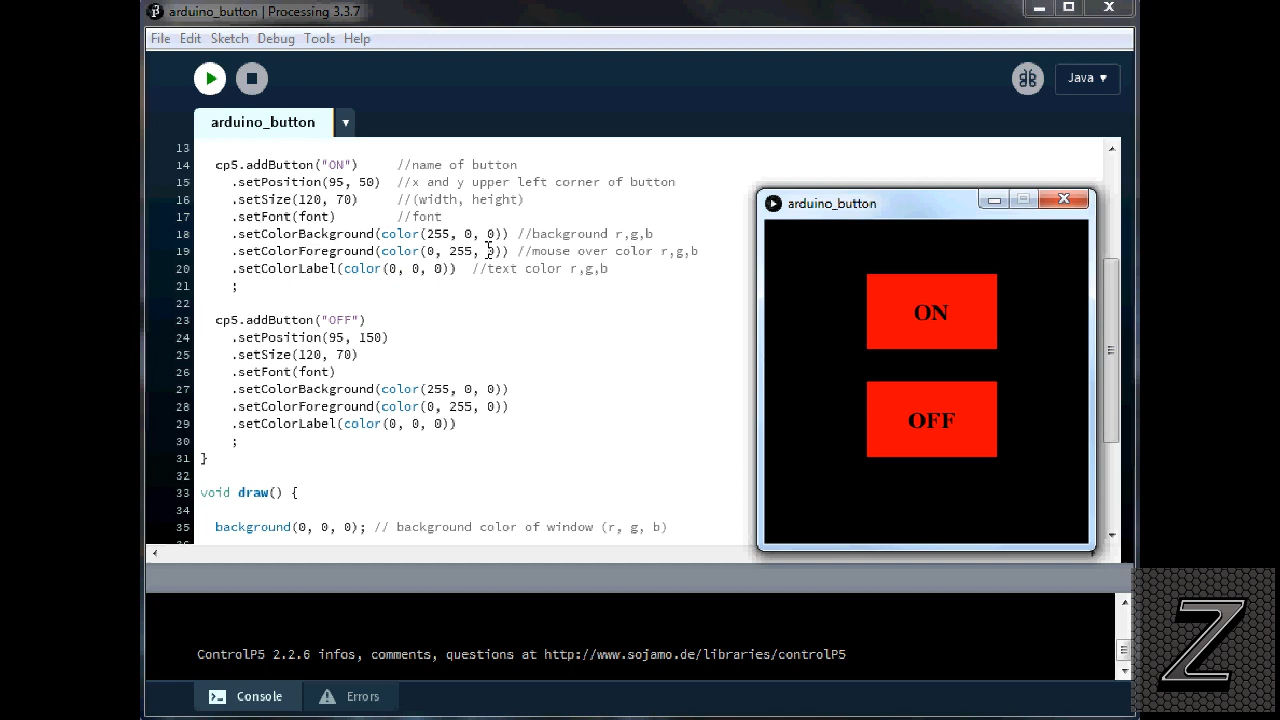 arduino_button | Processing 3.3.7
File Edit Sketch Debug Tools Help
Java ▾
arduino_button ▾
13
14 cp5.addButton("ON") //name of button
15 .setPosition(95, 50) //x and y upper left corner of button
16 .setSize(120, 70) //(width, height)
17 .setFont(font) //font
18 .setColorBackground(color(255, 0, 0)) //background r,g,b
19 .setColorForeground(color(0, 255, 0)) //mouse over color r,g,b
20 .setColorLabel(color(0, 0, 0)) //text color r,g,b
21 ;
22
23 cp5.addButton("OFF")
24 .setPosition(95, 150)
25 .setSize(120, 70)
26 .setFont(font)
27 .setColorBackground(color(255, 0, 0))
28 .setColorForeground(color(0, 255, 0))
29 .setColorLabel(color(0, 0, 0))
30 ;
31 }
32
33 void draw() {
34
35 background(0, 0, 0); // background color of window (r, g, b)
arduino_button
ON
OFF
ControlP5 2.2.6 infos, comments, questions at http://www.sojamo.de/libraries/controlP5
Console Errors
Z